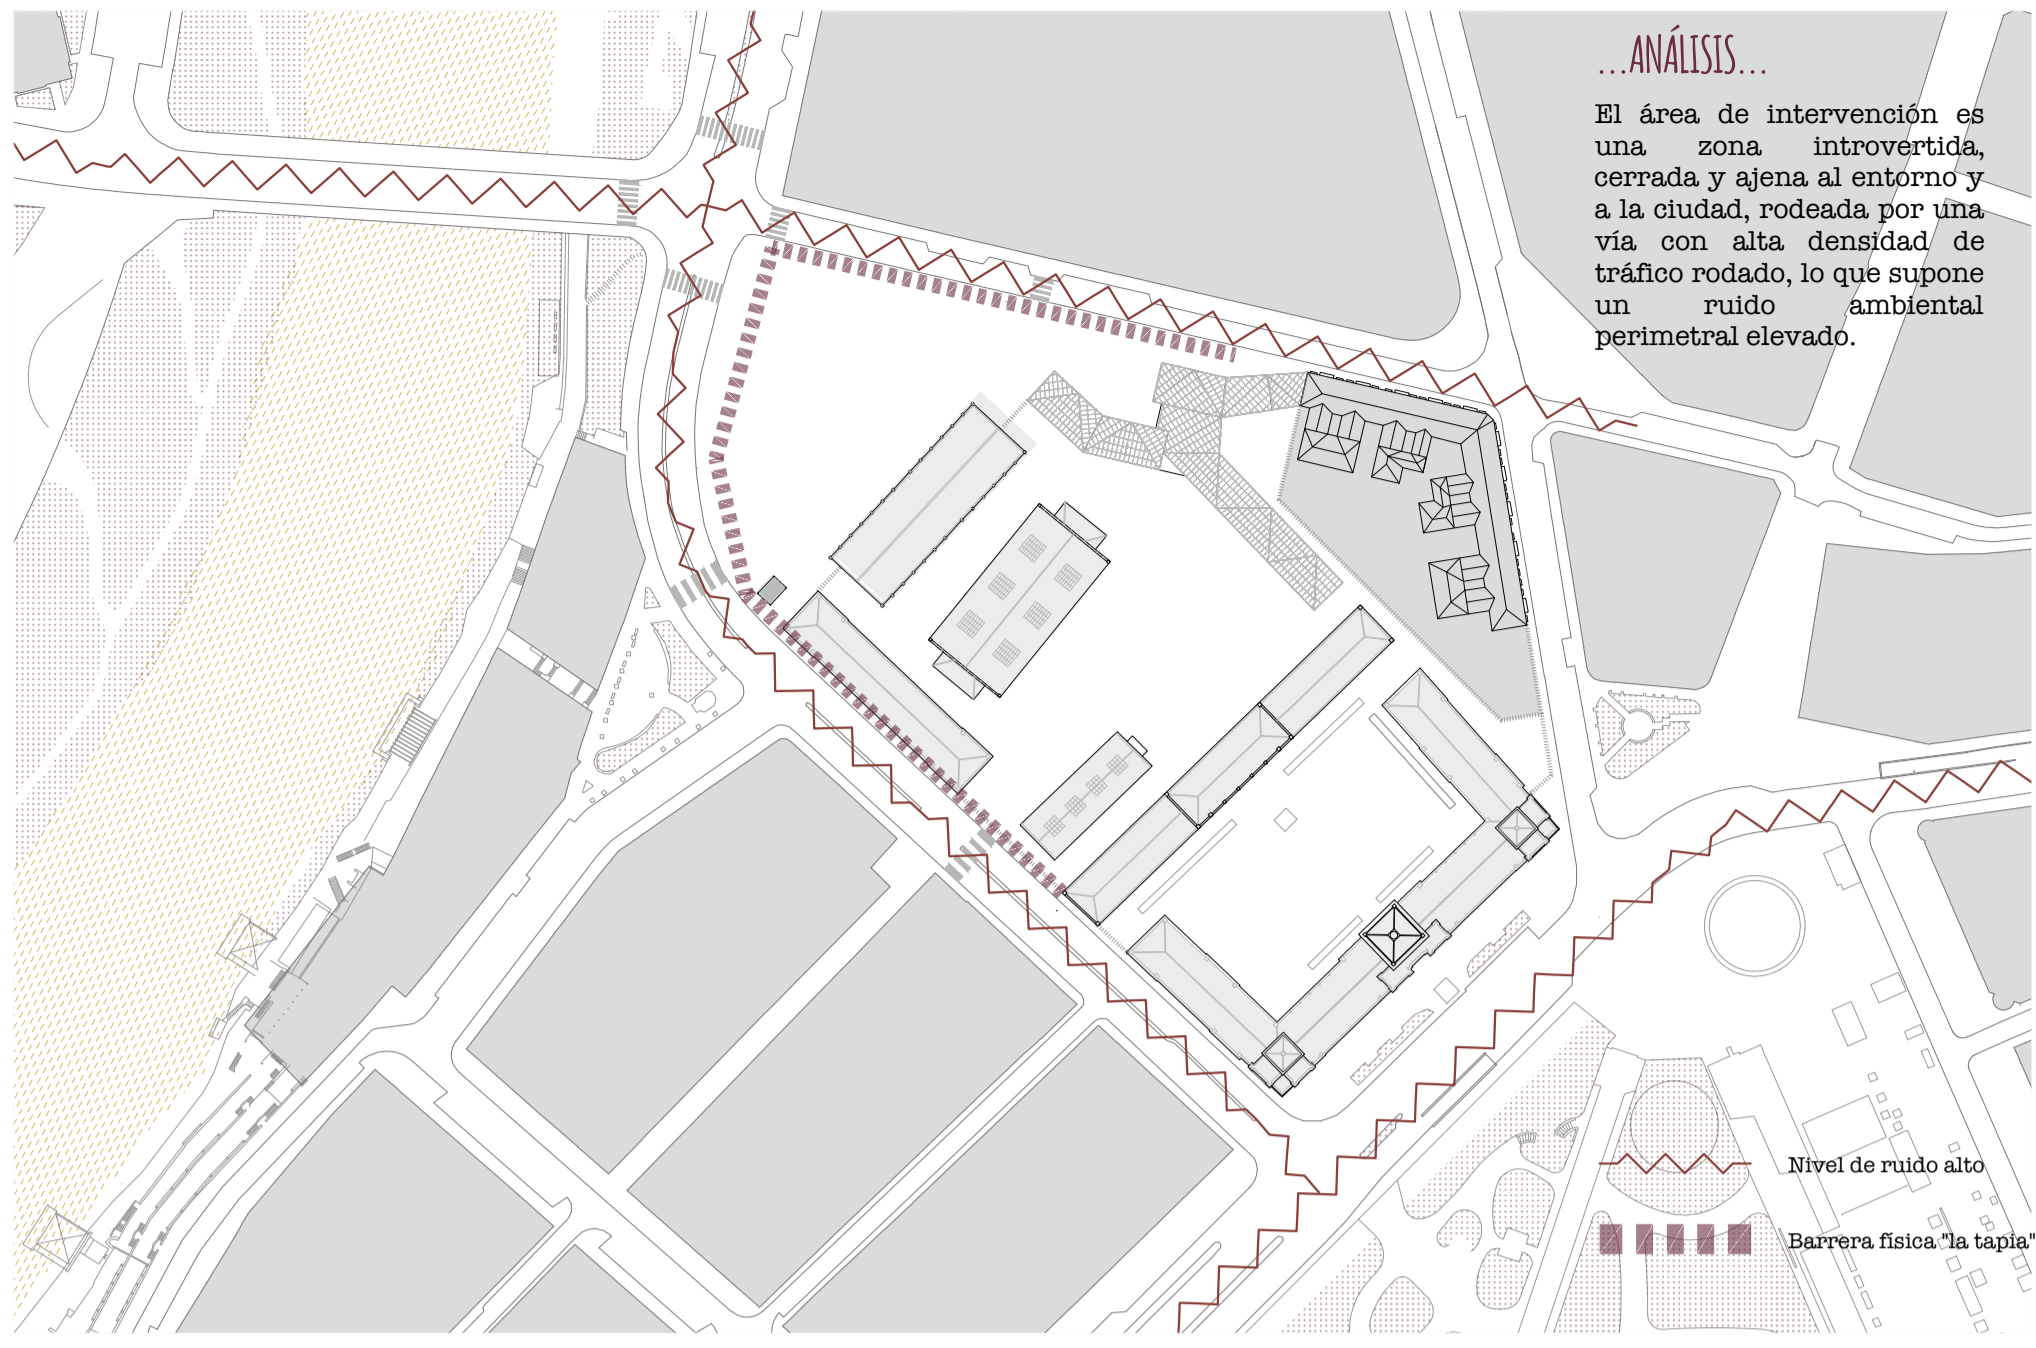 ...ANÁLISIS...
El área de intervención es
una zona introvertida,
cerrada y ajena al entorno y
a la ciudad, rodeada por una
vía con alta densidad de
tráfico rodado, lo que supone
un ruido ambiental
perimetral elevado.
Nivel de ruido alto
Barrera física "la tapia"